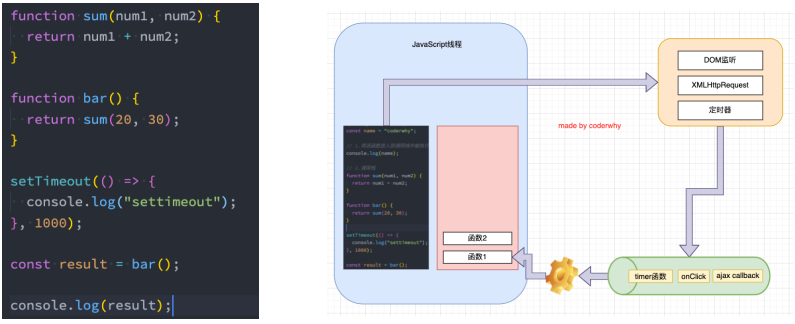 function sum(num1, num2) {
  return num1 + num2;
}
function bar() {
  return sum(20, 30);
}
setTimeout(() => {
  console.log("settimeout");
}, 1000);
const result = bar();
console.log(result);
JavaScript线程
DOM监听
XMLHttpRequest
定时器
made by coderwhy
const name = "coderwhy";
console.log(name);
function sum(num1, num2) {
  return num1 + num2;
}
function bar() {
  return sum(20, 30);
}
setTimeout(() => {
  console.log("settimeout");
}, 1000);
const result = bar();
函数2
函数1
timer函数
onClick
ajax callback